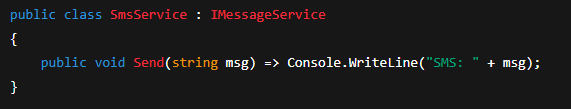 public class SmsService : IMessageService
{
    public void Send(string msg) => Console.WriteLine("SMS: " + msg);
}